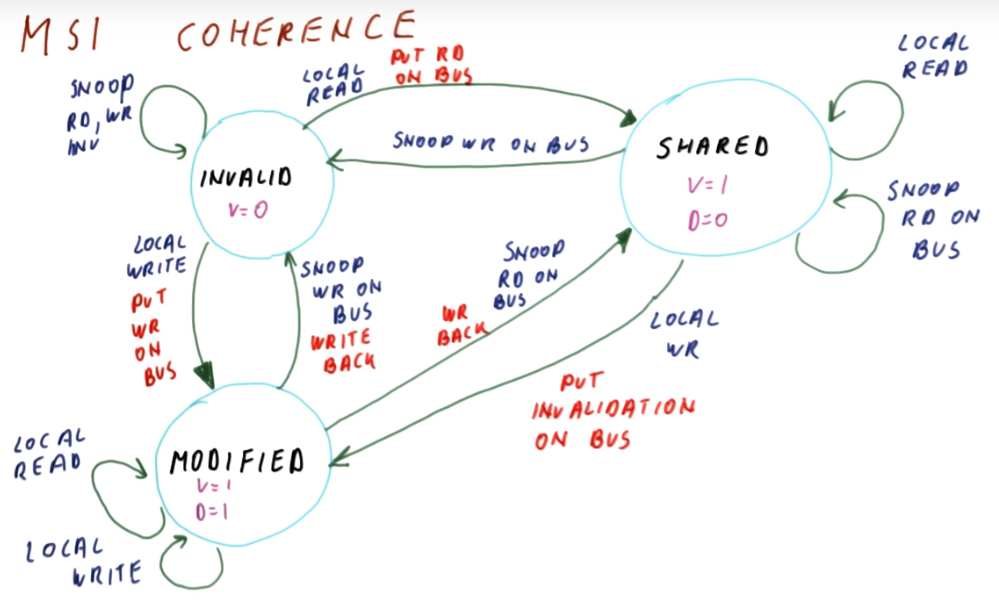 MSI COHERENCE
SNOOP
RD, WR
INV
LOCAL
READ
PUT RD
ON BUS
LOCAL
READ
SNOOP WR ON BUS
INVALID
V=0
SHARED
V=1
D=0
SNOOP
RD ON
BUS
LOCAL
WRITE
PUT
WR
ON
BUS
SNOOP
WR ON
BUS
WRITE
BACK
SNOOP
RD ON
BUS
WR
BACK
LOCAL
WR
PUT
INVALIDATION
ON BUS
MODIFIED
V=1
D=1
LOCAL
READ
LOCAL
WRITE